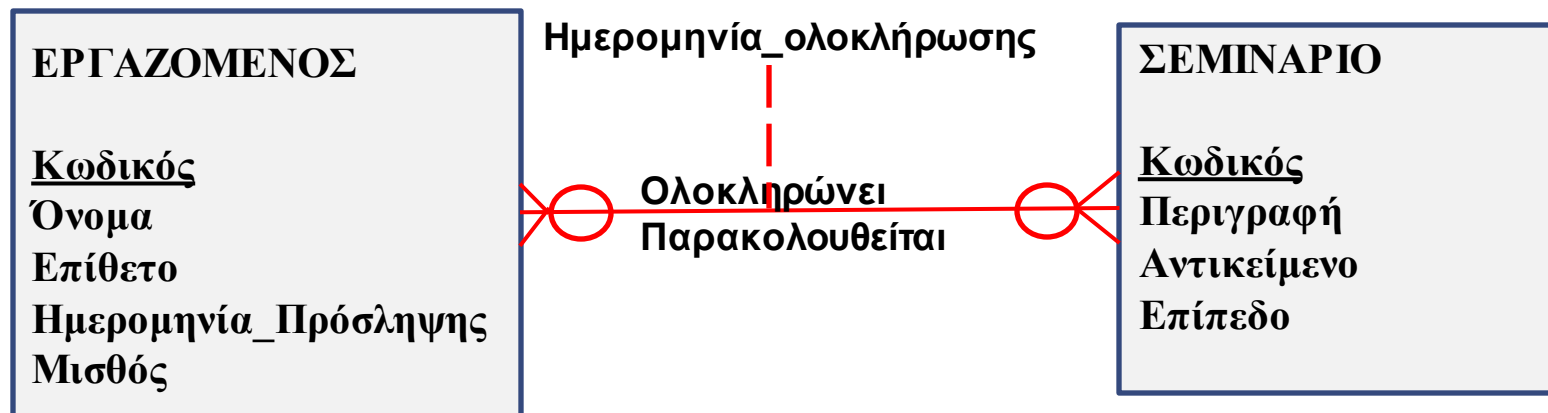 ΕΡΓΑΖΟΜΕΝΟΣ
Κωδικός
Όνομα
Επίθετο
Ημερομηνία_Πρόσληψης
Μισθός
Ημερομηνία_ολοκλήρωσης
Ολοκληρώνει
Παρακολουθείται
ΣΕΜΙΝΑΡΙΟ
Κωδικός
Περιγραφή
Αντικείμενο
Επίπεδο